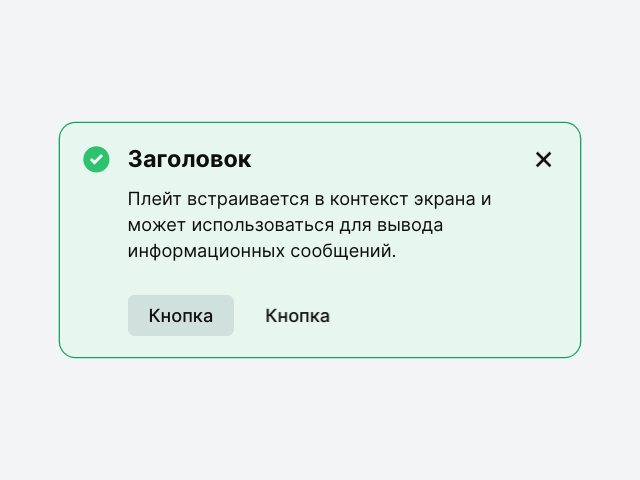 Заголовок
Плейт встраивается в контекст экрана и
может использоваться для вывода
информационных сообщений.
Кнопка Кнопка